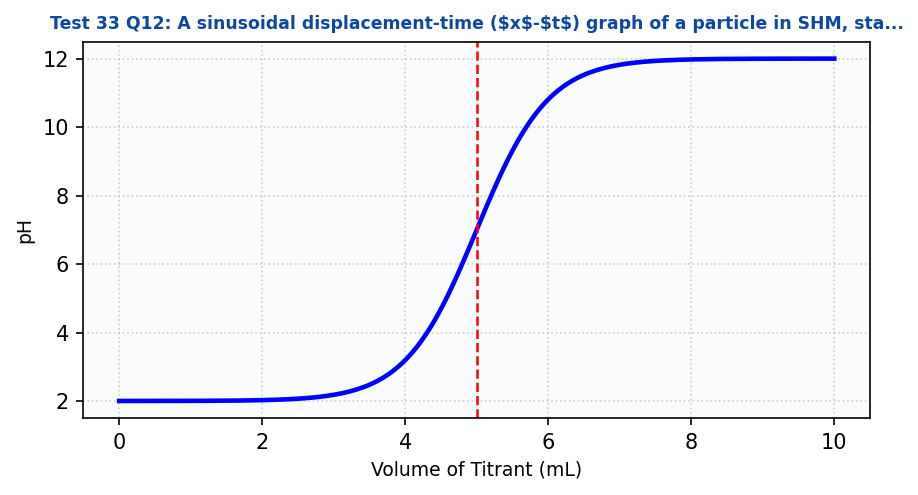 Test 33 Q12: A sinusoidal displacement-time ($x$-$t$) graph of a particle in SHM, sta...
12
10
8
6
4
2
pH
0 2 4 6 8 10
Volume of Titrant (mL)